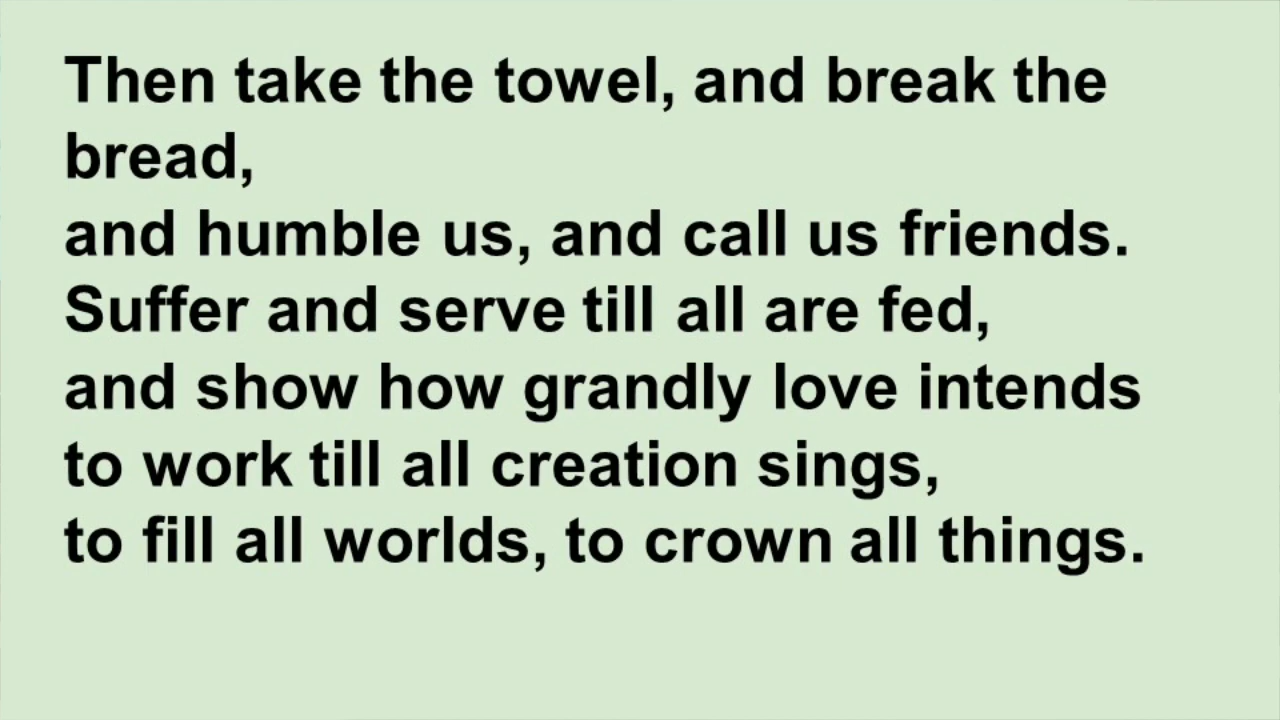 Then take the towel, and break the
bread,
and humble us, and call us friends.
Suffer and serve till all are fed,
and show how grandly love intends
to work till all creation sings,
to fill all worlds, to crown all things.